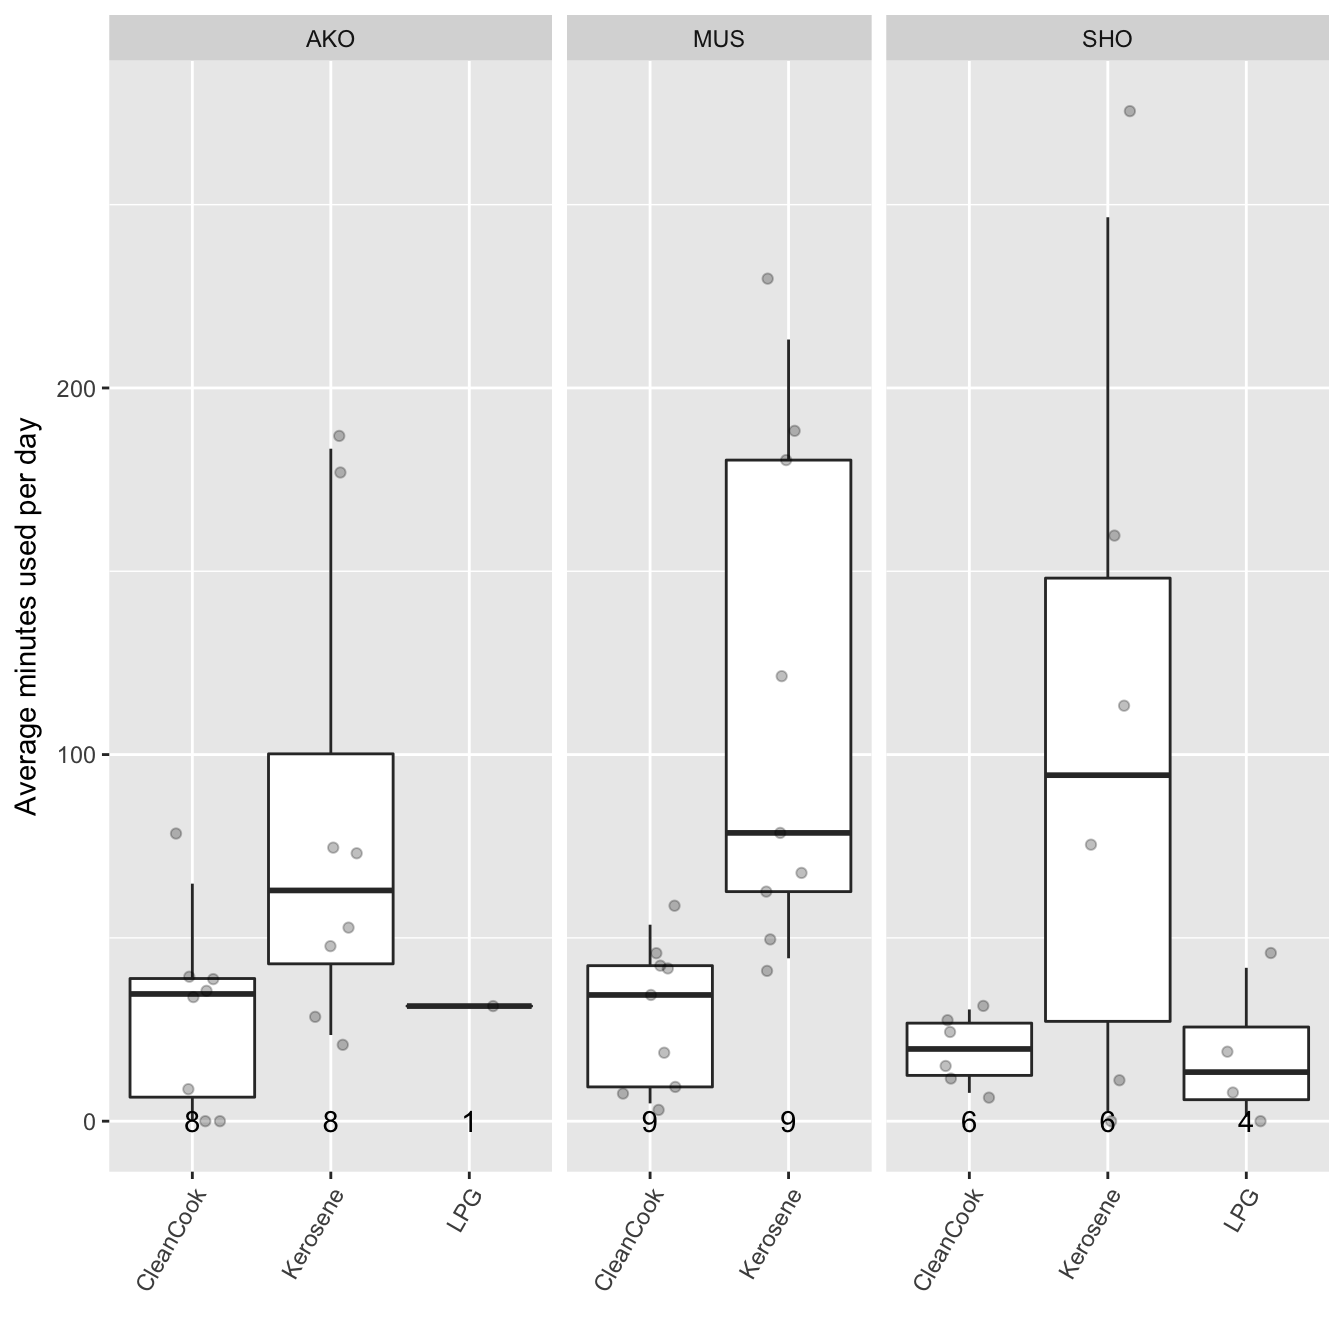 AKO MUS SHO
Average minutes used per day
200
100
0
8 8 1 9 9 6 6 4
CleanCook Kerosene LPG CleanCook Kerosene CleanCook Kerosene LPG